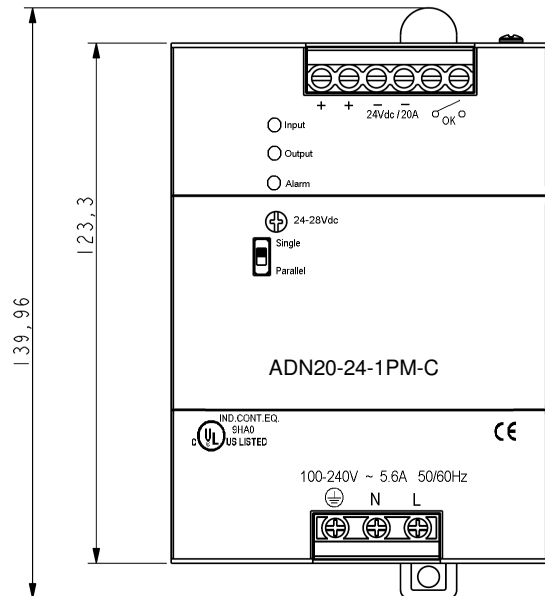 + + − −
24Vdc / 20A
OK
Input
Output
Alarm
24-28Vdc
Single
Parallel
123,3
139,96
ADN20-24-1PM-C
IND.CONT.EQ.
9HA0
C UL US LISTED
CE
100-240V ~ 5.6A 50/60Hz
N L